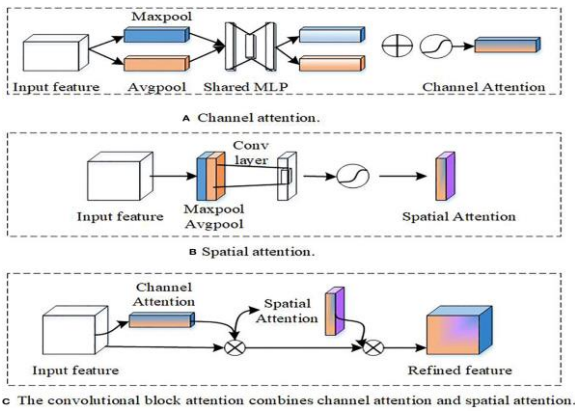 Maxpool
Input feature Avgpool Shared MLP Channel Attention
A Channel attention.
Conv
layer
Input feature Maxpool Spatial Attention
Avgpool
B Spatial attention.
Channel
Attention
Spatial
Attention
Input feature Refined feature
C The convolutional block attention combines channel attention and spatial attention.